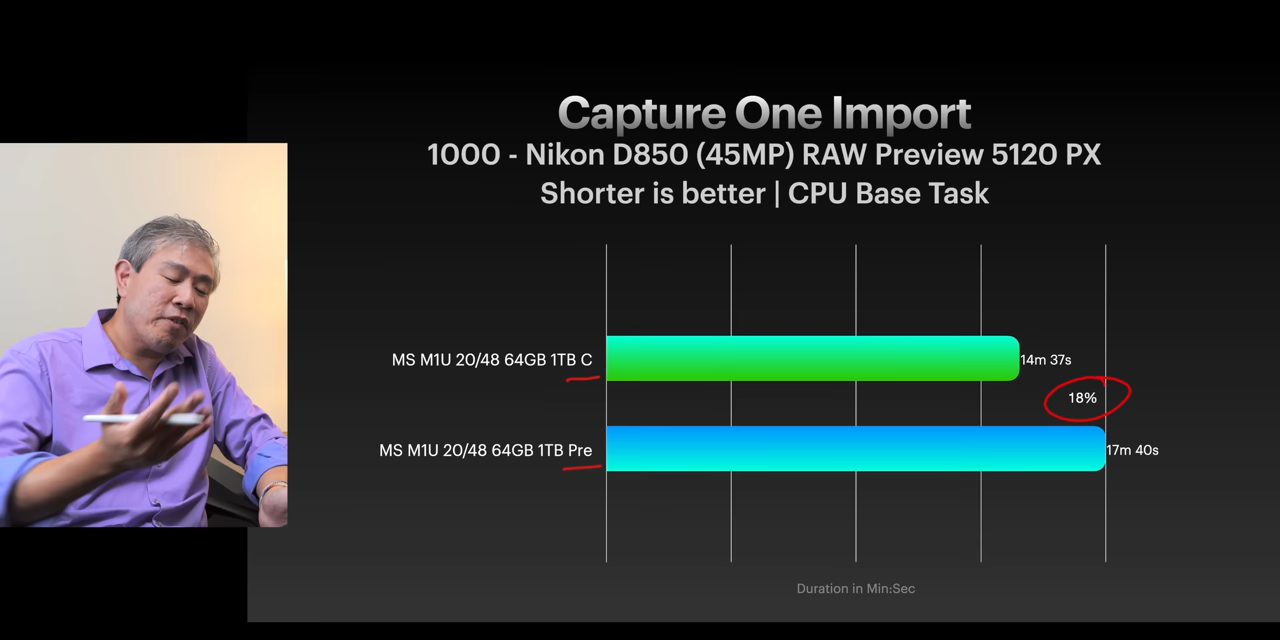 Capture One Import
1000 - Nikon D850 (45MP) RAW Preview 5120 PX
Shorter is better | CPU Base Task
MS M1U 20/48 64GB 1TB C
14m 37s
18%
MS M1U 20/48 64GB 1TB Pre
17m 40s
Duration in Min:Sec